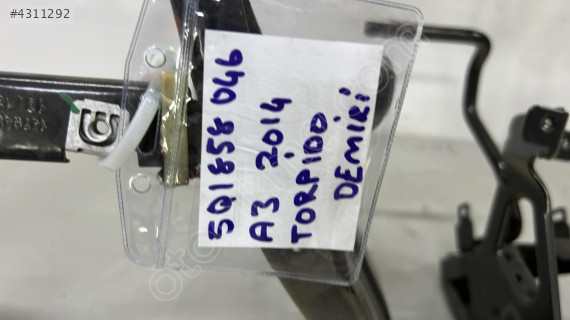 #4311292
5Q1858 046
A3 2014
TORPİDO
DEMİRİ